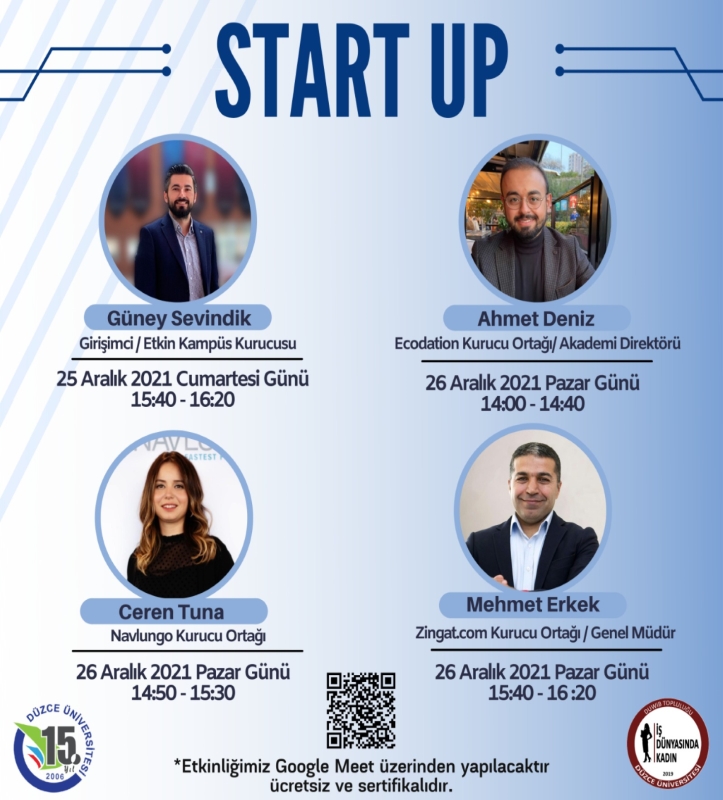 START UP
Güney Sevindik
Girişimci / Etkin Kampüs Kurucusu
25 Aralık 2021 Cumartesi Günü
15:40 - 16:20
Ahmet Deniz
Ecodation Kurucu Ortağı/ Akademi Direktörü
26 Aralık 2021 Pazar Günü
14:00 - 14:40
Ceren Tuna
Navlungo Kurucu Ortağı
26 Aralık 2021 Pazar Günü
14:50 - 15:30
Mehmet Erkek
Zingat.com Kurucu Ortağı / Genel Müdür
26 Aralık 2021 Pazar Günü
15:40 - 16 :20
DÜZCE ÜNİVERSİTESİ
15.
Yıl
2006
*Etkinliğimiz Google Meet üzerinden yapılacaktır
ücretsiz ve sertifikalıdır.
DUWIB TOPLULUĞU
İŞ
DÜNYASINDA
KADIN
2019
DÜZCE ÜNİVERSİTESİ